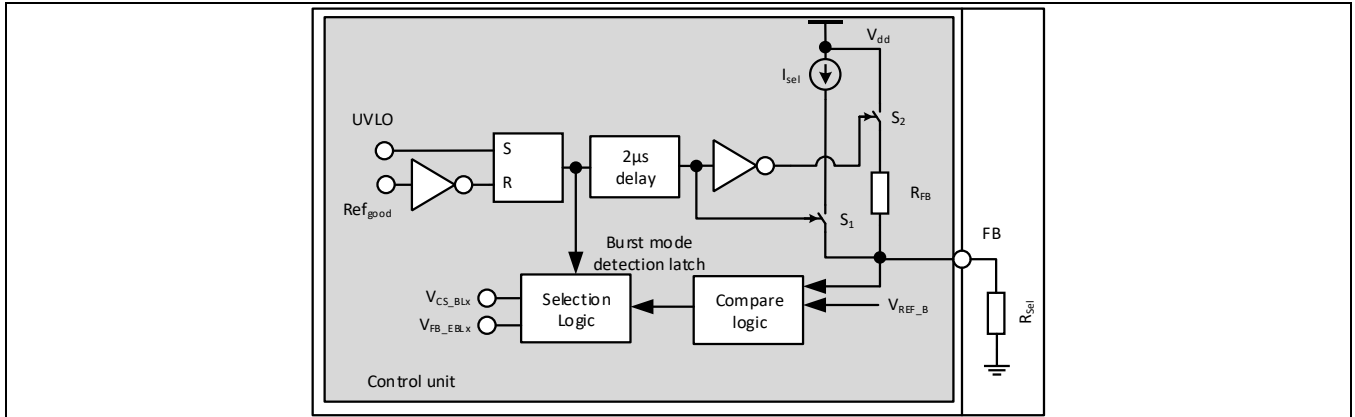 V_dd
I_sel
UVLO
S
R
Ref_good
2µs
delay
S_2
R_FB
S_1
FB
Burst mode
detection latch
V_CS_BLx
V_FB_EBLx
Selection
Logic
Compare
logic
V_REF_B
R_Sel
Control unit